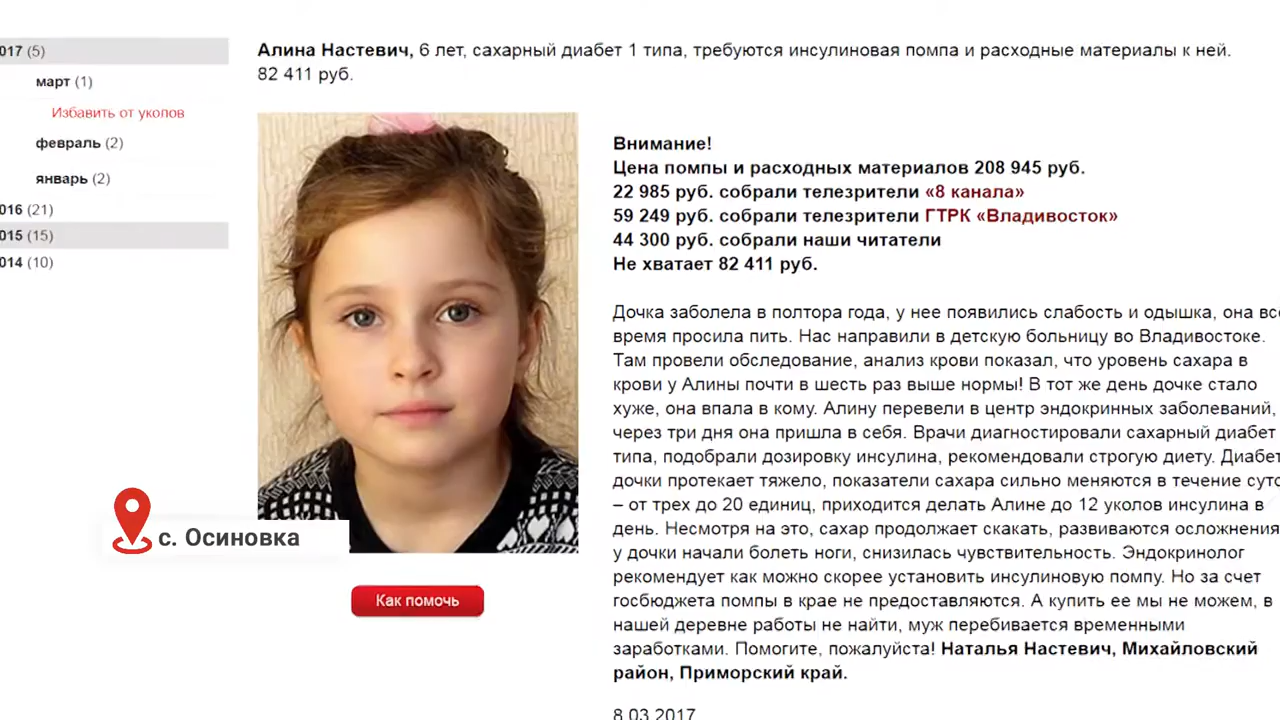 Алина Настевич, 6 лет, сахарный диабет 1 типа, требуются инсулиновая помпа и расходные материалы к ней.
82 411 руб.
017 (5)
март (1)
Избавить от уколов
февраль (2)
январь (2)
016 (21)
015 (15)
014 (10)
Внимание!
Цена помпы и расходных материалов 208 945 руб.
22 985 руб. собрали телезрители «8 канала»
59 249 руб. собрали телезрители ГТРК «Владивосток»
44 300 руб. собрали наши читатели
Не хватает 82 411 руб.
Дочка заболела в полтора года, у нее появились слабость и одышка, она все
время просила пить. Нас направили в детскую больницу во Владивостоке.
Там провели обследование, анализ крови показал, что уровень сахара в
крови у Алины почти в шесть раз выше нормы! В тот же день дочке стало
хуже, она впала в кому. Алину перевели в центр эндокринных заболеваний,
через три дня она пришла в себя. Врачи диагностировали сахарный диабет
типа, подобрали дозировку инсулина, рекомендовали строгую диету. Диабет
дочки протекает тяжело, показатели сахара сильно меняются в течение суто
– от трех до 20 единиц, приходится делать Алине до 12 уколов инсулина в
день. Несмотря на это, сахар продолжает скакать, развиваются осложнения
у дочки начали болеть ноги, снизилась чувствительность. Эндокринолог
рекомендует как можно скорее установить инсулиновую помпу. Но за счет
госбюджета помпы в крае не предоставляются. А купить ее мы не можем, в
нашей деревне работы не найти, муж перебивается временными
заработками. Помогите, пожалуйста! Наталья Настевич, Михайловский
район, Приморский край.
8.03.2017
с. Осиновка
Как помочь